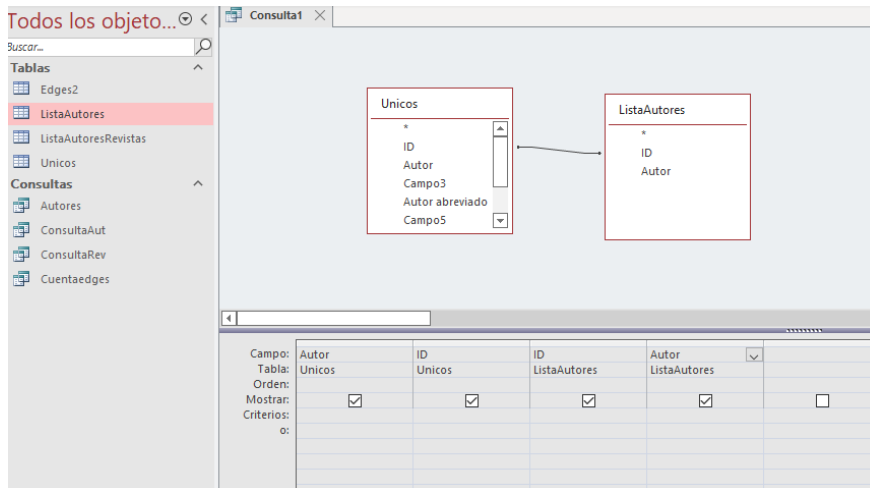 Todos los objeto...
Buscar...
Tablas
Edges2
ListaAutores
ListaAutoresRevistas
Unicos
Consultas
Autores
ConsultaAut
ConsultaRev
Cuentaedges
Consulta1
Unicos
*
ID
Autor
Campo3
Autor abreviado
Campo5
ListaAutores
*
ID
Autor
Campo: Autor ID ID Autor
Tabla: Unicos Unicos ListaAutores ListaAutores
Orden:
Mostrar:
Criterios:
o: